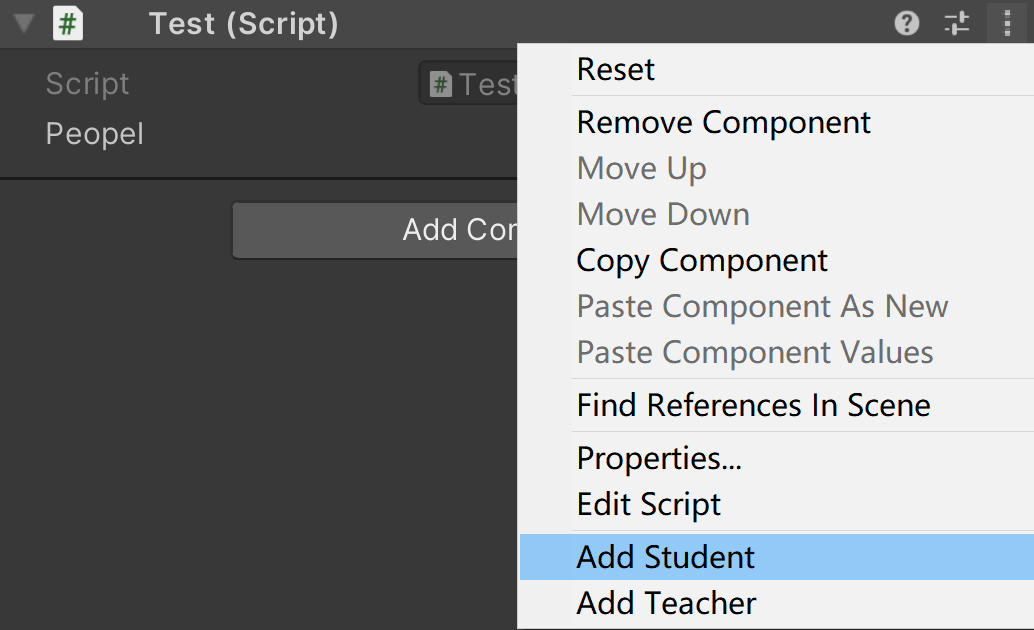 Test (Script)
Script
# Test
Peopel
Add Cor
Reset
Remove Component
Move Up
Move Down
Copy Component
Paste Component As New
Paste Component Values
Find References In Scene
Properties...
Edit Script
Add Student
Add Teacher